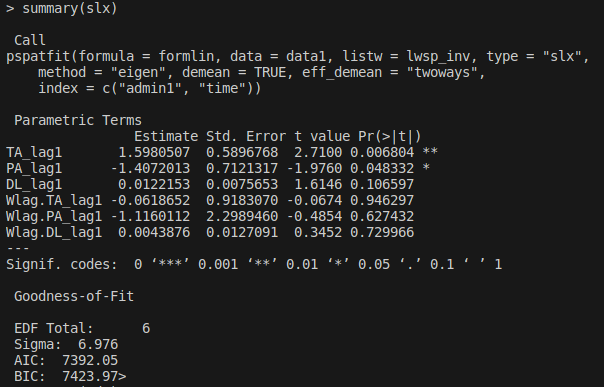 > summary(slx)
Call
pspatfit(formula = formlin, data = data1, listw = lwsp_inv, type = "slx",
method = "eigen", demean = TRUE, eff_demean = "twoways",
index = c("admin1", "time"))
Parametric Terms
Estimate Std. Error t value Pr(>|t|)
TA_lag1 1.5980507 0.5896768 2.7100 0.006804 **
PA_lag1 -1.4072013 0.7121317 -1.9760 0.048332 *
DL_lag1 0.0122153 0.0075653 1.6146 0.106597
Wlag.TA_lag1 -0.0618652 0.9183070 -0.0674 0.946297
Wlag.PA_lag1 -1.1160112 2.2989460 -0.4854 0.627432
Wlag.DL_lag1 0.0043876 0.0127091 0.3452 0.729966
---
Signif. codes: 0 ‘***’ 0.001 ‘**’ 0.01 ‘*’ 0.05 ‘.’ 0.1 ‘ ’ 1
Goodness-of-Fit
EDF Total: 6
Sigma: 6.976
AIC: 7392.05
BIC: 7423.97>